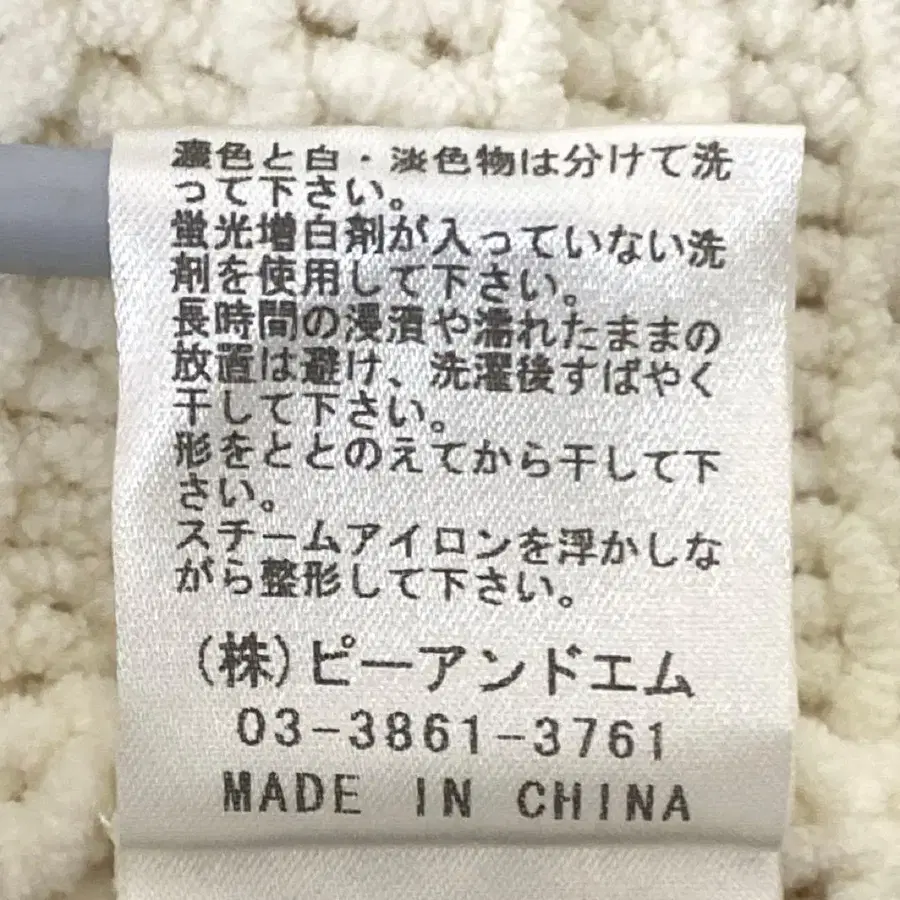 濃色と白・淡色物は分けて洗
って下さい。
蛍光増白剤が入っていない洗
剤を使用して下さい。
長時間の浸漬や濡れたままの
放置は避け、洗濯後すばやく
干して下さい。
形をととのえてから干して下
さい。
スチームアイロンを浮かしな
がら整形して下さい。
(株)ピーアンドエム
03-3861-3761
MADE IN CHINA